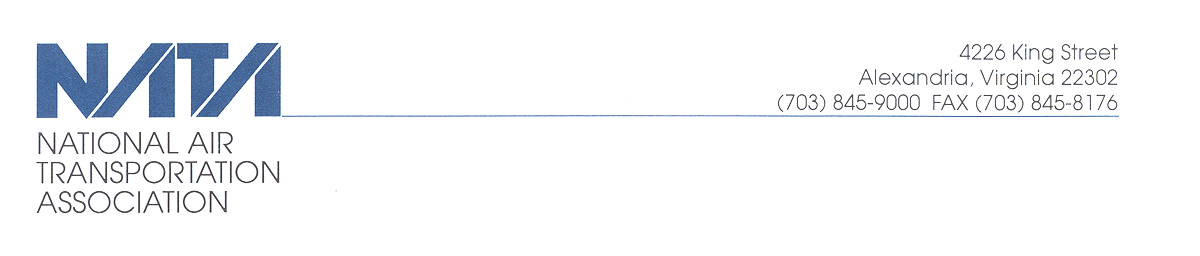 NATA
NATIONAL AIR
TRANSPORTATION
ASSOCIATION
4226 King Street
Alexandria, Virginia 22302
(703) 845-9000 FAX (703) 845-8176